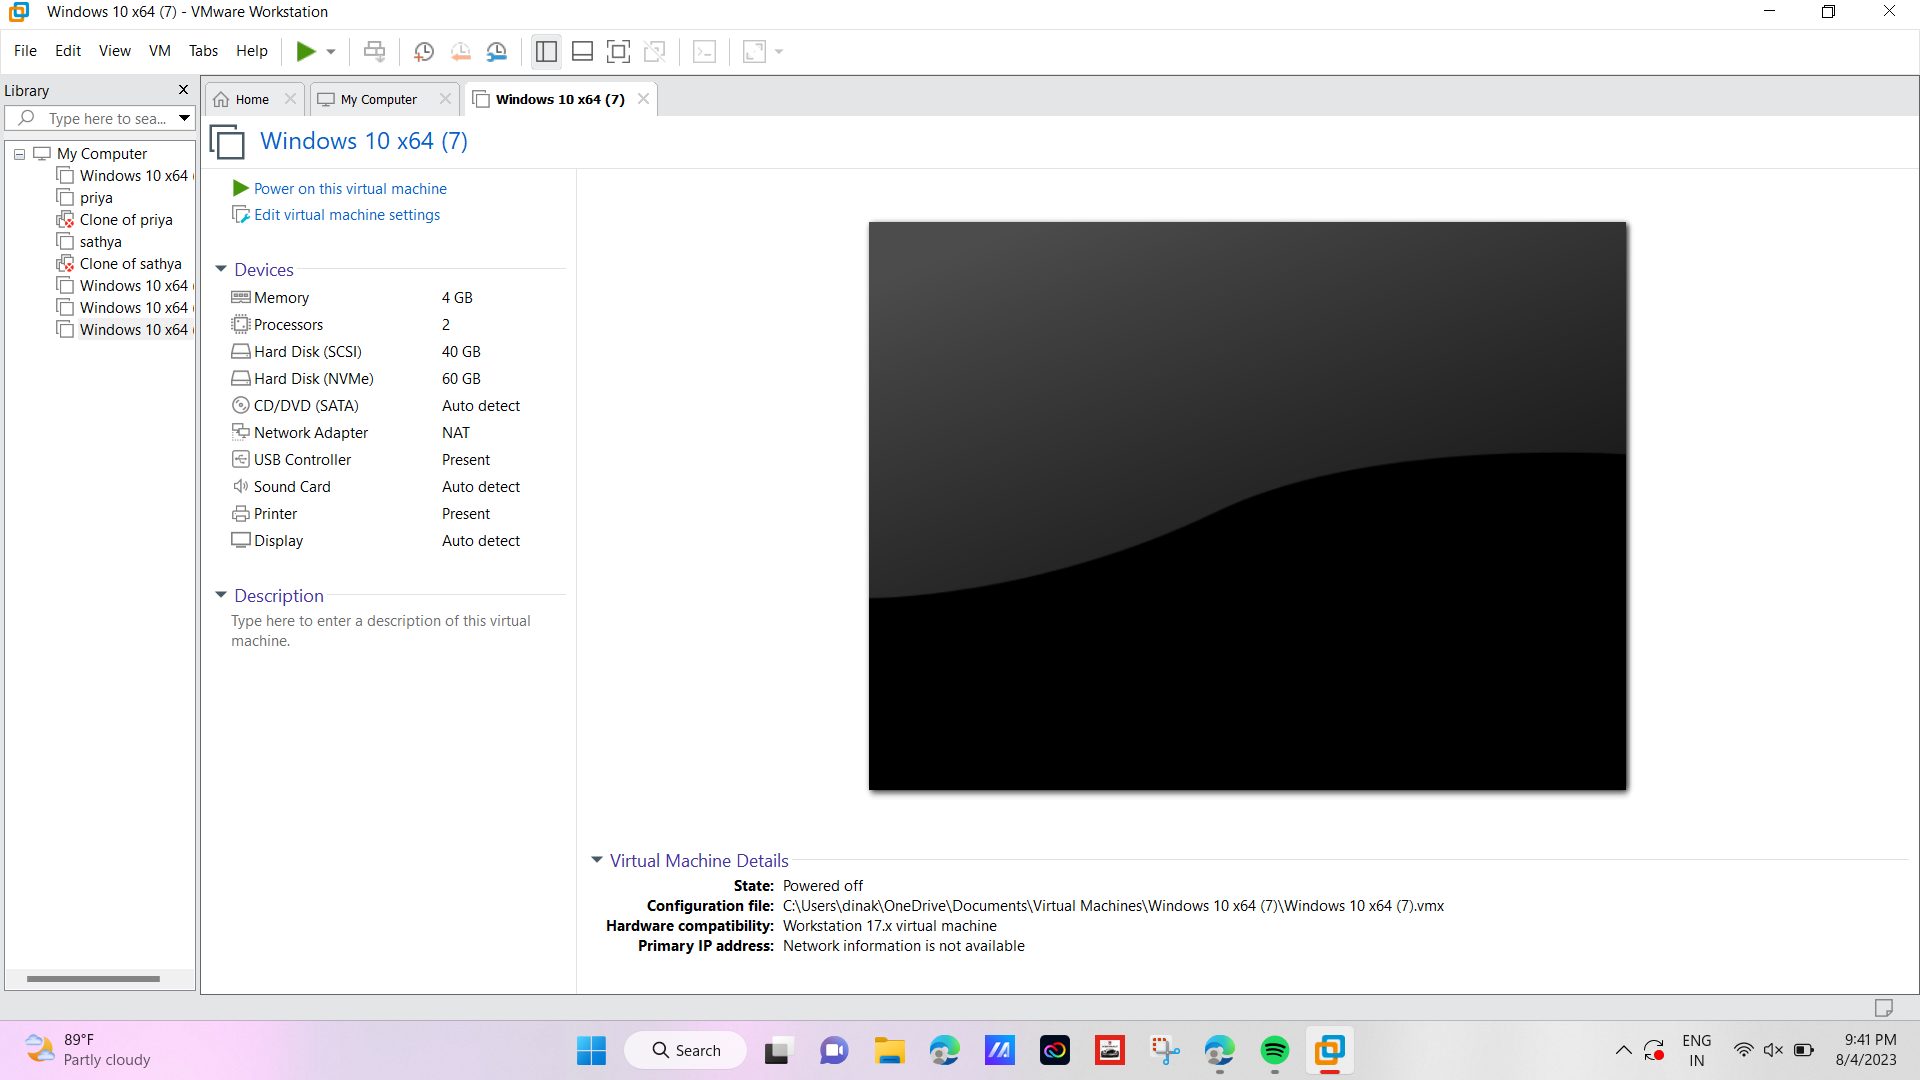 Windows 10 x64 (7) - VMware Workstation
File Edit View VM Tabs Help
Library
Home
My Computer
Windows 10 x64 (7)
Type here to sea...
My Computer
Windows 10 x64
priya
Clone of priya
sathya
Clone of sathya
Windows 10 x64
Windows 10 x64
Windows 10 x64
Windows 10 x64 (7)
Power on this virtual machine
Edit virtual machine settings
Devices
Memory 4 GB
Processors 2
Hard Disk (SCSI) 40 GB
Hard Disk (NVMe) 60 GB
CD/DVD (SATA) Auto detect
Network Adapter NAT
USB Controller Present
Sound Card Auto detect
Printer Present
Display Auto detect
Description
Type here to enter a description of this virtual
machine.
Virtual Machine Details
State: Powered off
Configuration file: C:\Users\dinak\OneDrive\Documents\Virtual Machines\Windows 10 x64 (7)\Windows 10 x64 (7).vmx
Hardware compatibility: Workstation 17.x virtual machine
Primary IP address: Network information is not available
89°F
Partly cloudy
Search
ENG
IN
9:41 PM
8/4/2023